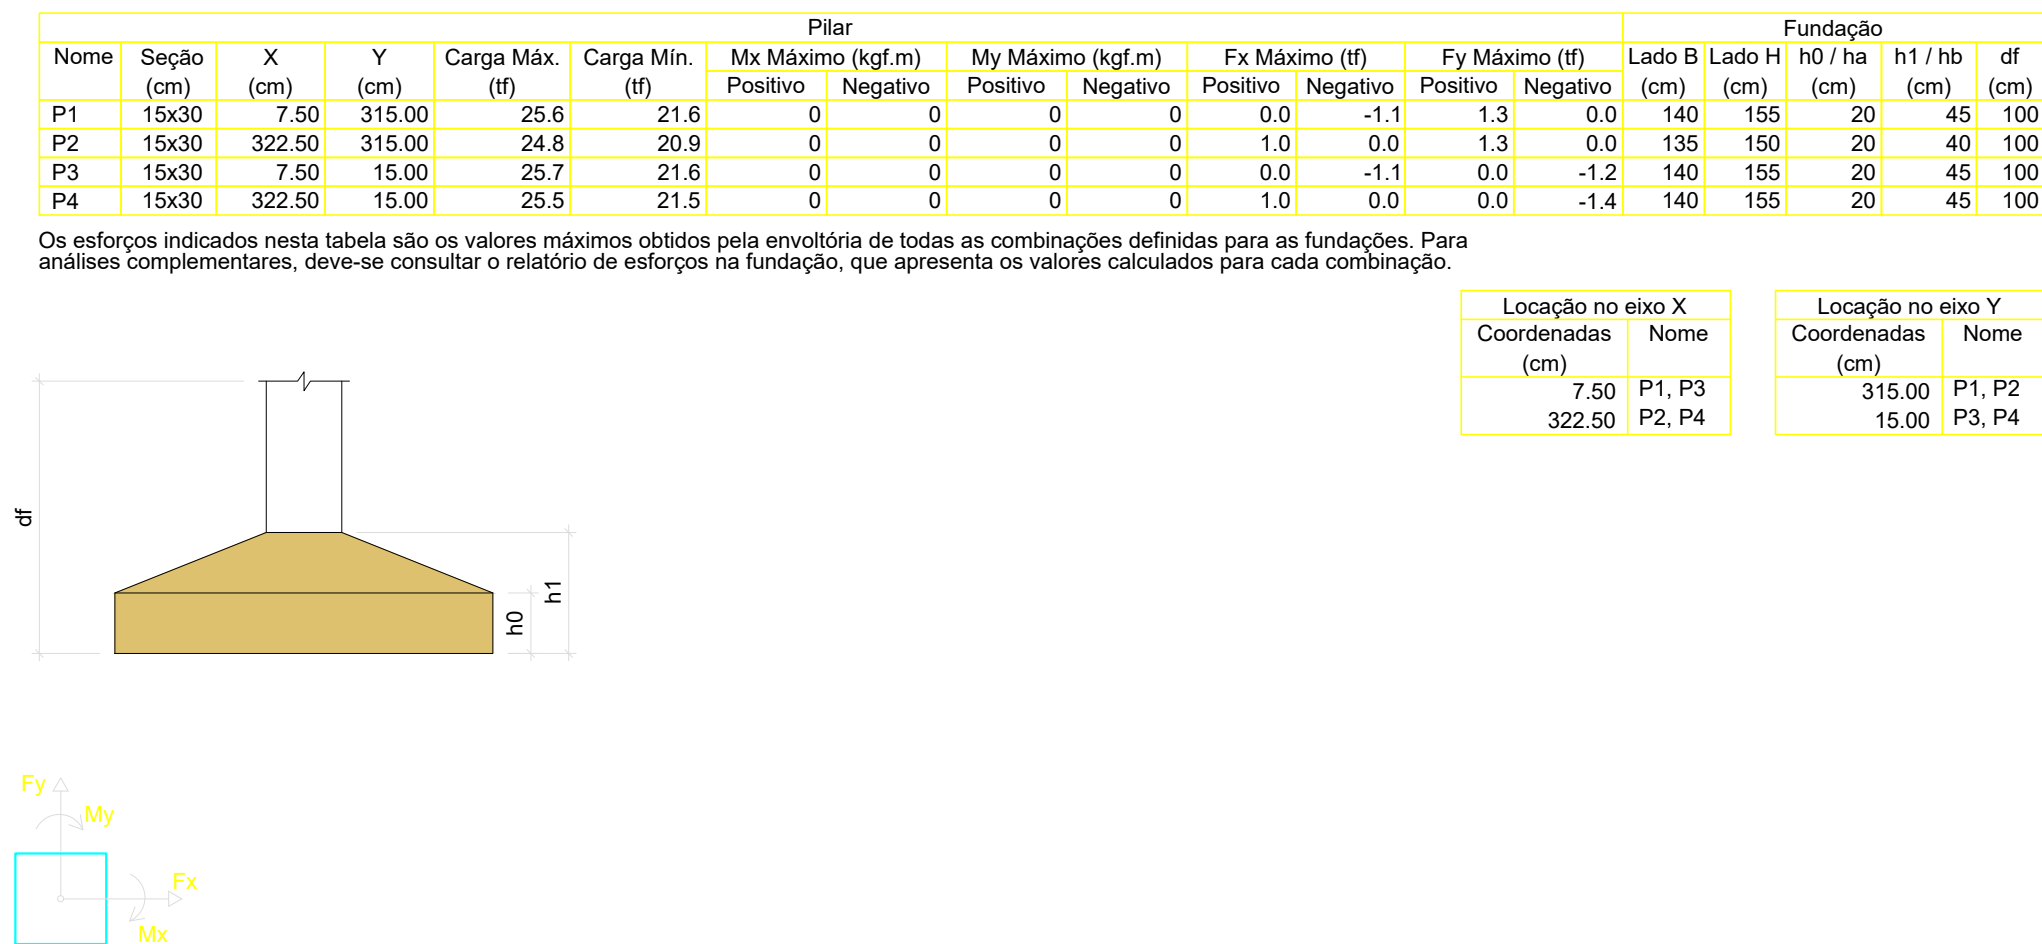 Pilar Fundação
Nome Seção X Y Carga Máx. Carga Mín. Mx Máximo (kgf.m) My Máximo (kgf.m) Fx Máximo (tf) Fy Máximo (tf) Lado B Lado H h0 / ha h1 / hb df
(cm) (cm) (cm) (tf) (tf) Positivo Negativo Positivo Negativo Positivo Negativo Positivo Negativo (cm) (cm) (cm) (cm) (cm)
P1 15x30 7.50 315.00 25.6 21.6 0 0 0 0 0.0 -1.1 1.3 0.0 140 155 20 45 100
P2 15x30 322.50 315.00 24.8 20.9 0 0 0 0 1.0 0.0 1.3 0.0 135 150 20 40 100
P3 15x30 7.50 15.00 25.7 21.6 0 0 0 0 0.0 -1.1 0.0 -1.2 140 155 20 45 100
P4 15x30 322.50 15.00 25.5 21.5 0 0 0 0 1.0 0.0 0.0 -1.4 140 155 20 45 100
Os esforços indicados nesta tabela são os valores máximos obtidos pela envoltória de todas as combinações definidas para as fundações. Para
análises complementares, deve-se consultar o relatório de esforços na fundação, que apresenta os valores calculados para cada combinação.
Locação no eixo X
Coordenadas Nome
(cm)
7.50 P1, P3
322.50 P2, P4
Locação no eixo Y
Coordenadas Nome
(cm)
315.00 P1, P2
15.00 P3, P4
df
h1
h0
Fy
My
Fx
Mx